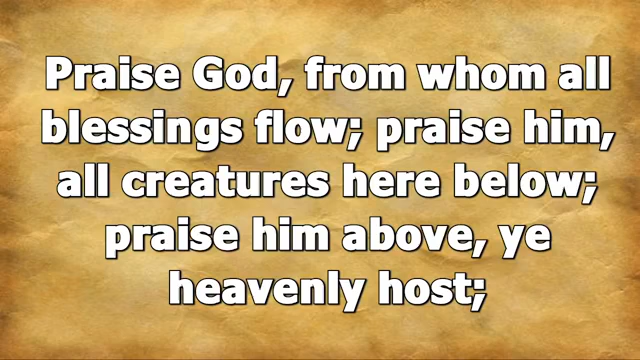 Praise God, from whom all
blessings flow; praise him,
all creatures here below;
praise him above, ye
heavenly host;